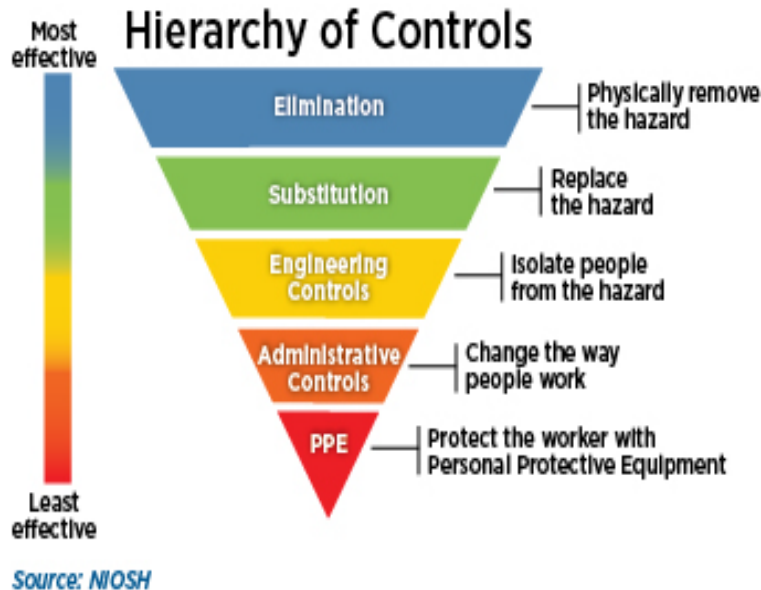 Hierarchy of Controls
Most
effective
Elimination
Physically remove
the hazard
Substitution
Replace
the hazard
Engineering
Controls
Isolate people
from the hazard
Administrative
Controls
Change the way
people work
PPE
Protect the worker with
Personal Protective Equipment
Least
effective
Source: NIOSH